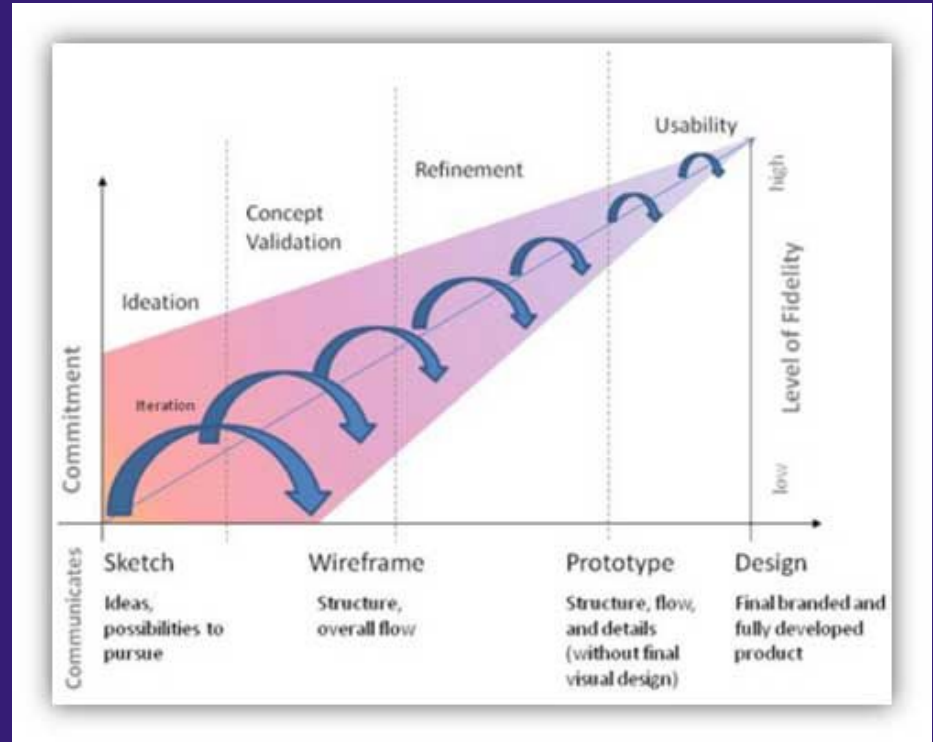 Usability
Refinement
Concept
Validation
Ideation
Iteration
Commitment
high
Level of Fidelity
low
Communicates
Sketch
Ideas,
possibilities to
pursue
Wireframe
Structure,
overall flow
Prototype
Structure, flow,
and details
(without final
visual design)
Design
Final branded and
fully developed
product